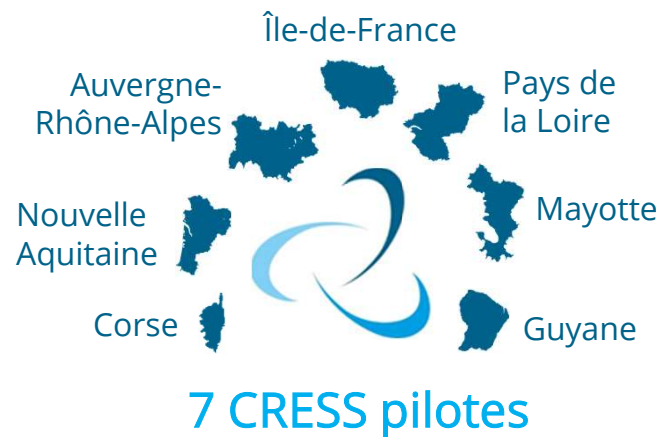 Île-de-France
Auvergne-
Rhône-Alpes
Pays de
la Loire
Nouvelle
Aquitaine
Mayotte
Corse
Guyane
7 CRESS pilotes